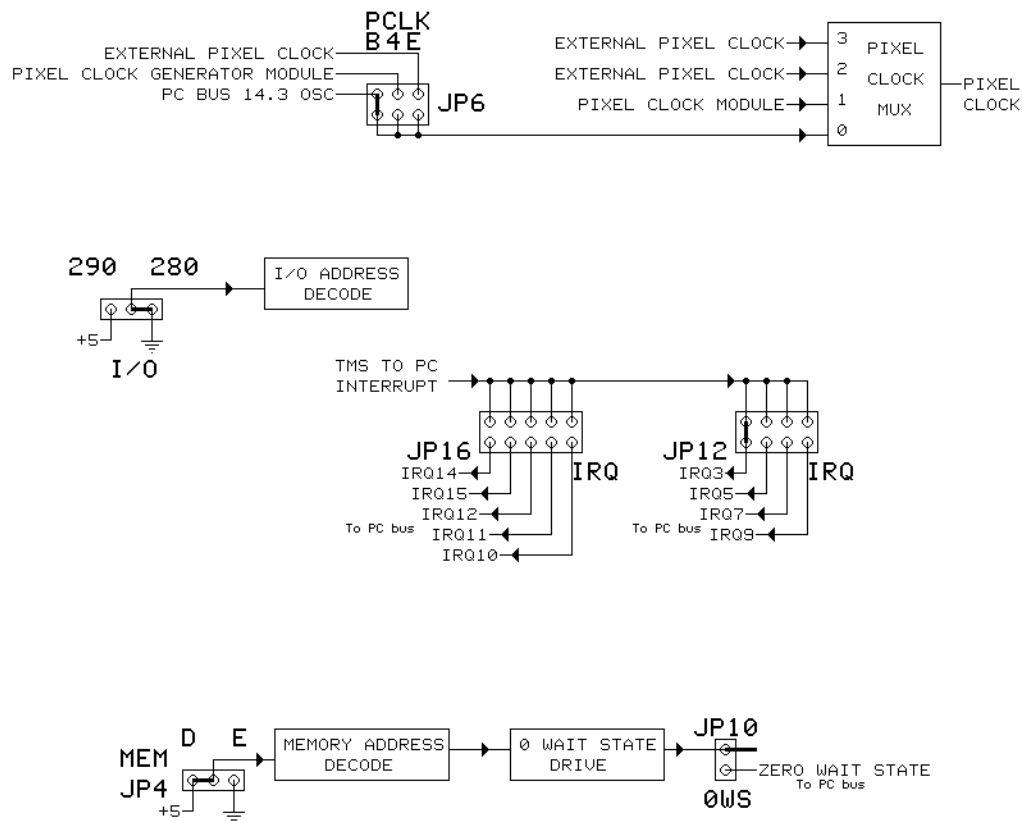 PCLK
B4E
EXTERNAL PIXEL CLOCK
PIXEL CLOCK GENERATOR MODULE
PC BUS 14.3 OSC
JP6
EXTERNAL PIXEL CLOCK
EXTERNAL PIXEL CLOCK
PIXEL CLOCK MODULE
3
2
1
0
PIXEL
CLOCK
MUX
PIXEL
CLOCK
290 280
I/O ADDRESS
DECODE
+5
I/O
TMS TO PC
INTERRUPT
JP16
IRQ
IRQ14
IRQ15
IRQ12
To PC bus
IRQ11
IRQ10
JP12
IRQ
IRQ3
IRQ5
IRQ7
To PC bus
IRQ9
MEM
D E
JP4
+5
MEMORY ADDRESS
DECODE
0 WAIT STATE
DRIVE
JP10
ZERO WAIT STATE
To PC bus
0WS